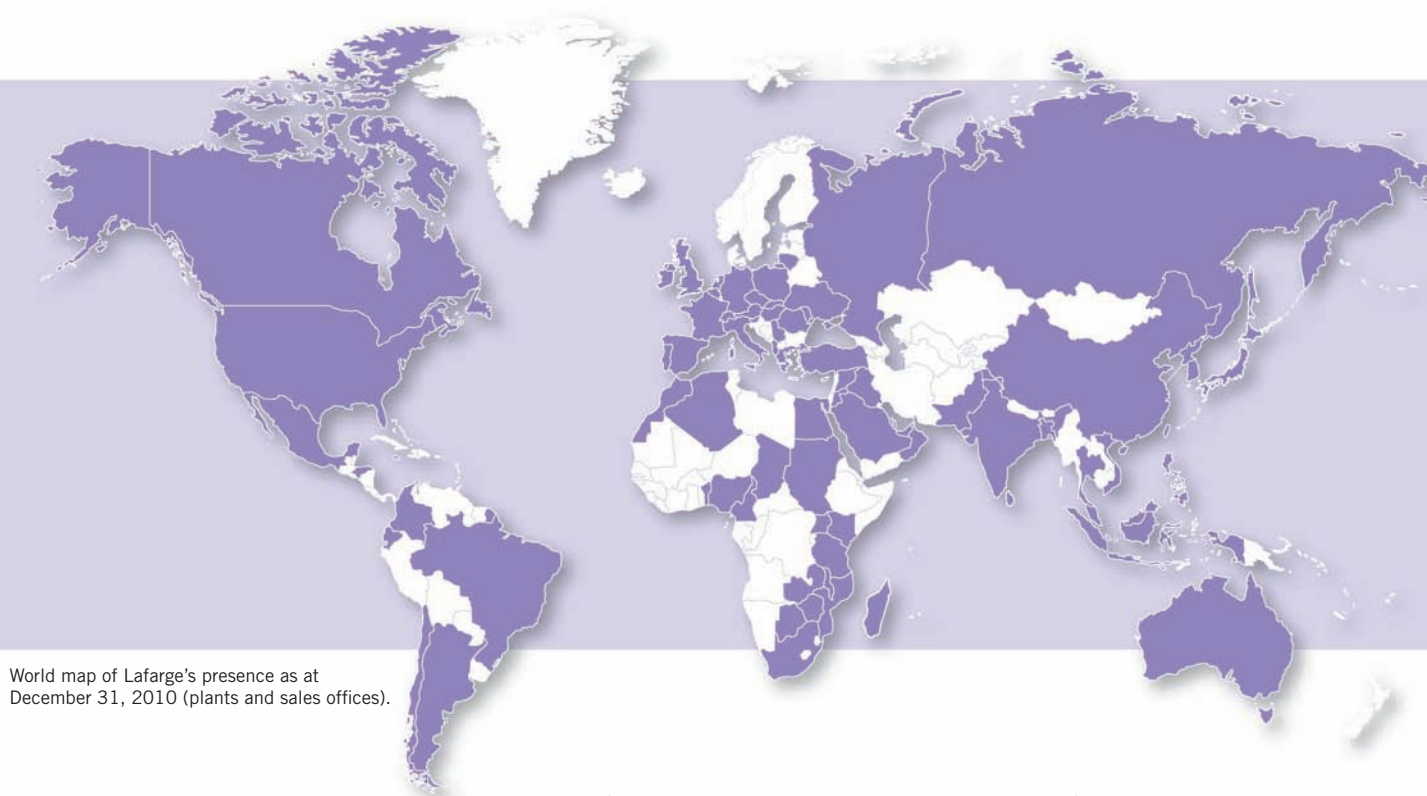 World map of Lafarge’s presence as at
December 31, 2010 (plants and sales offices).